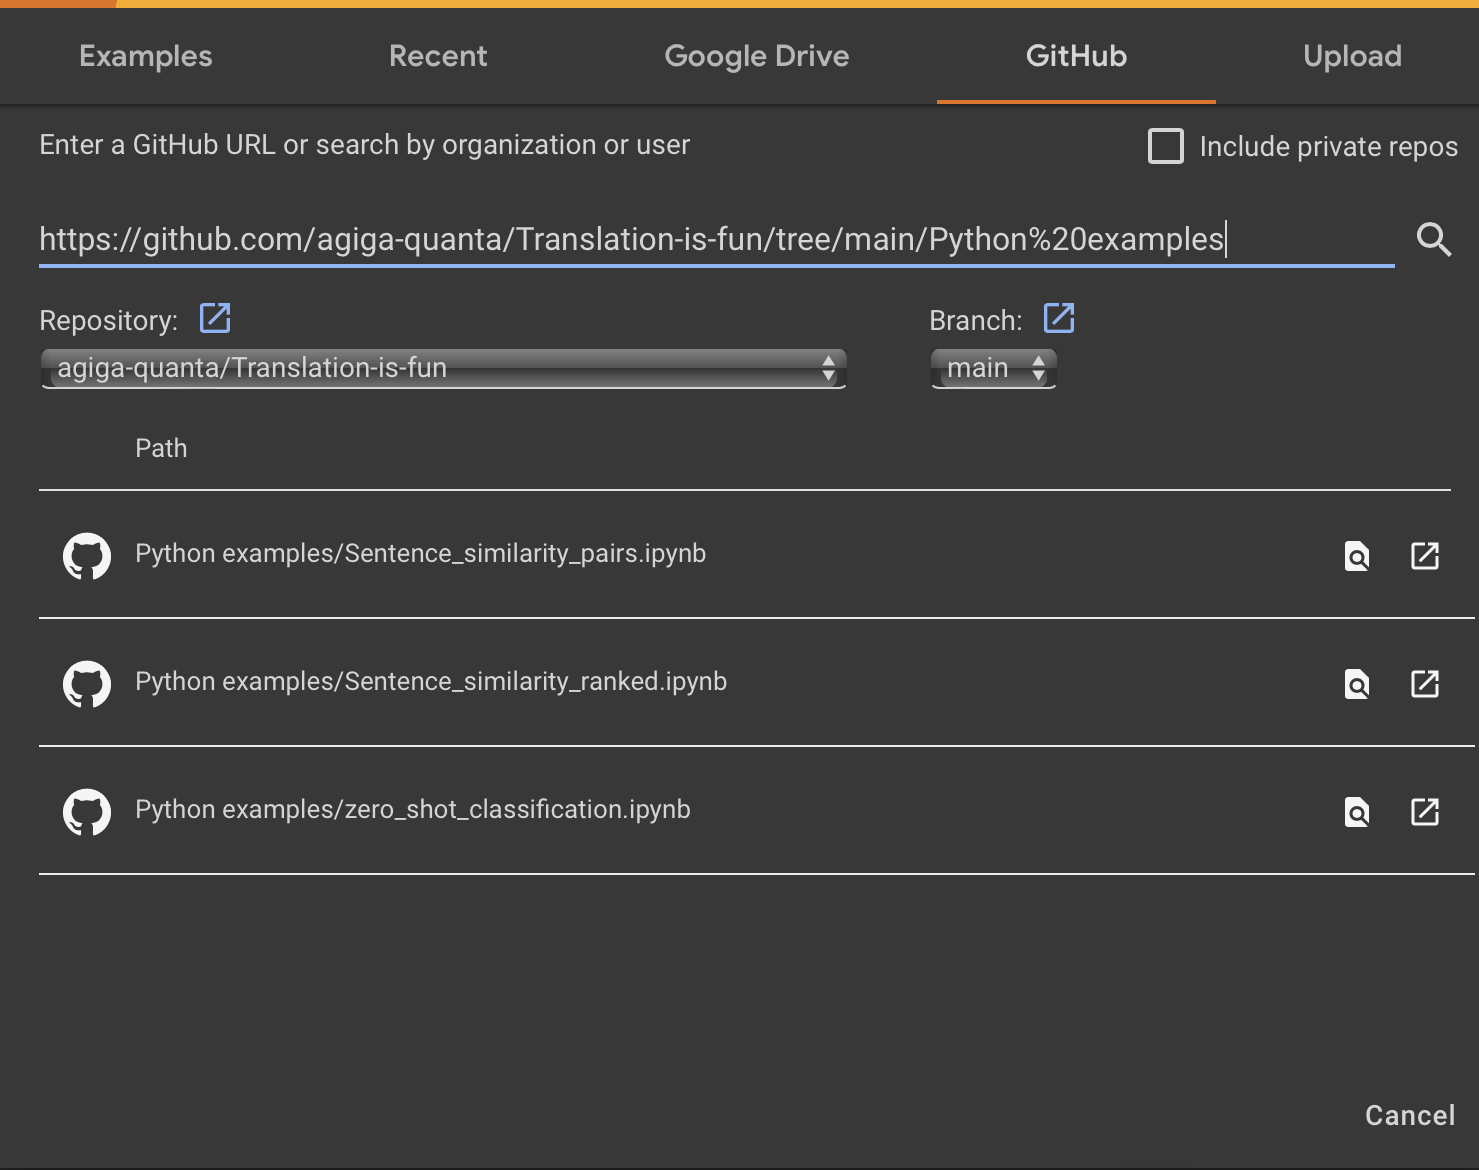 Examples Recent Google Drive GitHub Upload
Enter a GitHub URL or search by organization or user Include private repos
https://github.com/agiga-quanta/Translation-is-fun/tree/main/Python%20examples
Repository: Branch:
agiga-quanta/Translation-is-fun main
Path
Python examples/Sentence_similarity_pairs.ipynb
Python examples/Sentence_similarity_ranked.ipynb
Python examples/zero_shot_classification.ipynb
Cancel